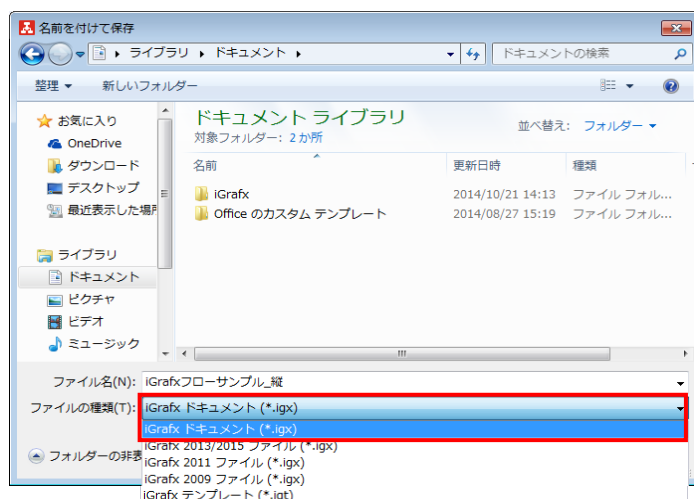 名前を付けて保存
ライブラリ ドキュメント
ドキュメントの検索
整理 新しいフォルダー
お気に入り
OneDrive
ダウンロード
デスクトップ
最近表示した場所
ライブラリ
ドキュメント
ピクチャ
ビデオ
ミュージック
ドキュメント ライブラリ
対象フォルダー: 2 か所
並べ替え: フォルダー
名前 更新日時 種類
iGrafx 2014/10/21 14:13 ファイル フォル...
Office のカスタム テンプレート 2014/08/27 15:19 ファイル フォル...
ファイル名(N): iGrafxフローサンプル_縦
ファイルの種類(T): iGrafx ドキュメント (*.igx)
iGrafx ドキュメント (*.igx)
iGrafx 2013/2015 ファイル (*.igx)
iGrafx 2011 ファイル (*.igx)
iGrafx 2009 ファイル (*.igx)
iGrafx テンプレート (*.igt)
フォルダーの非表